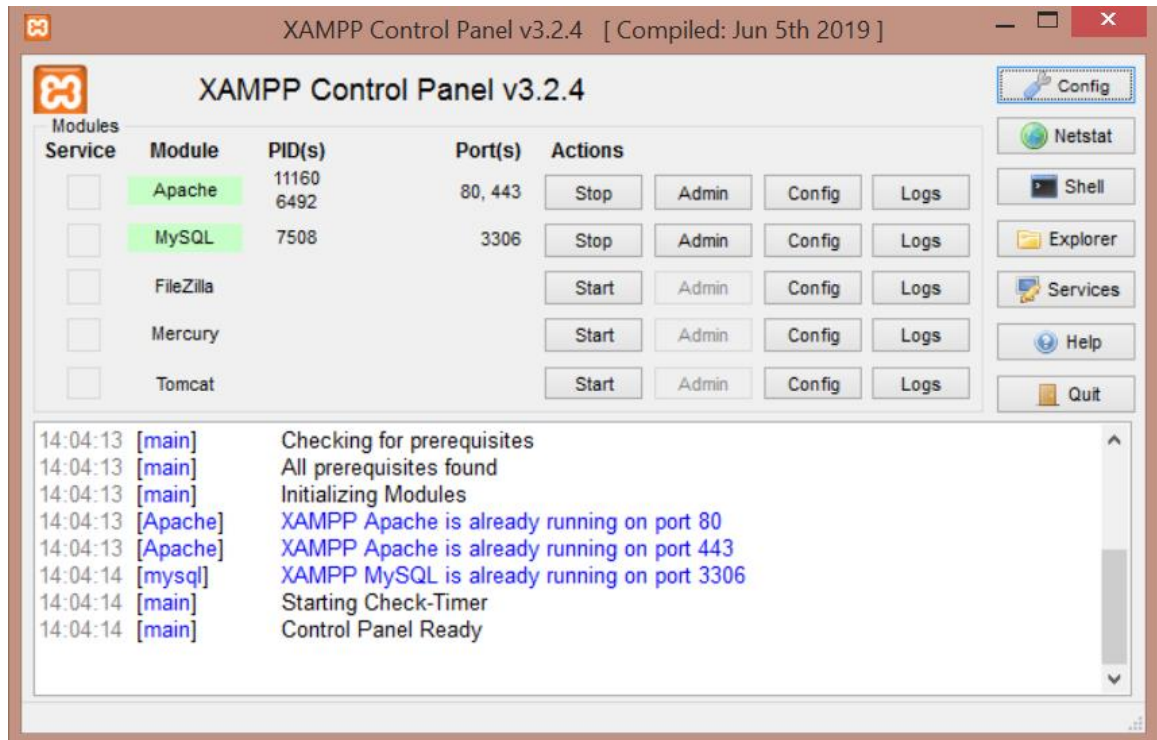 XAMPP Control Panel v3.2.4 [ Compiled: Jun 5th 2019 ]
XAMPP Control Panel v3.2.4
Config
Modules
Service Module PID(s) Port(s) Actions
Netstat
Apache 11160 6492 80, 443 Stop Admin Config Logs
Shell
MySQL 7508 3306 Stop Admin Config Logs
Explorer
FileZilla Start Admin Config Logs
Services
Mercury Start Admin Config Logs
Help
Tomcat Start Admin Config Logs
Quit
14:04:13 [main] Checking for prerequisites
14:04:13 [main] All prerequisites found
14:04:13 [main] Initializing Modules
14:04:13 [Apache] XAMPP Apache is already running on port 80
14:04:13 [Apache] XAMPP Apache is already running on port 443
14:04:14 [mysql] XAMPP MySQL is already running on port 3306
14:04:14 [main] Starting Check-Timer
14:04:14 [main] Control Panel Ready